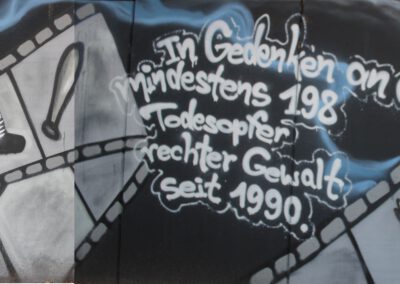 In Gedenken an
mindestens 198
Todesopfer
rechter Gewalt
seit 1990.